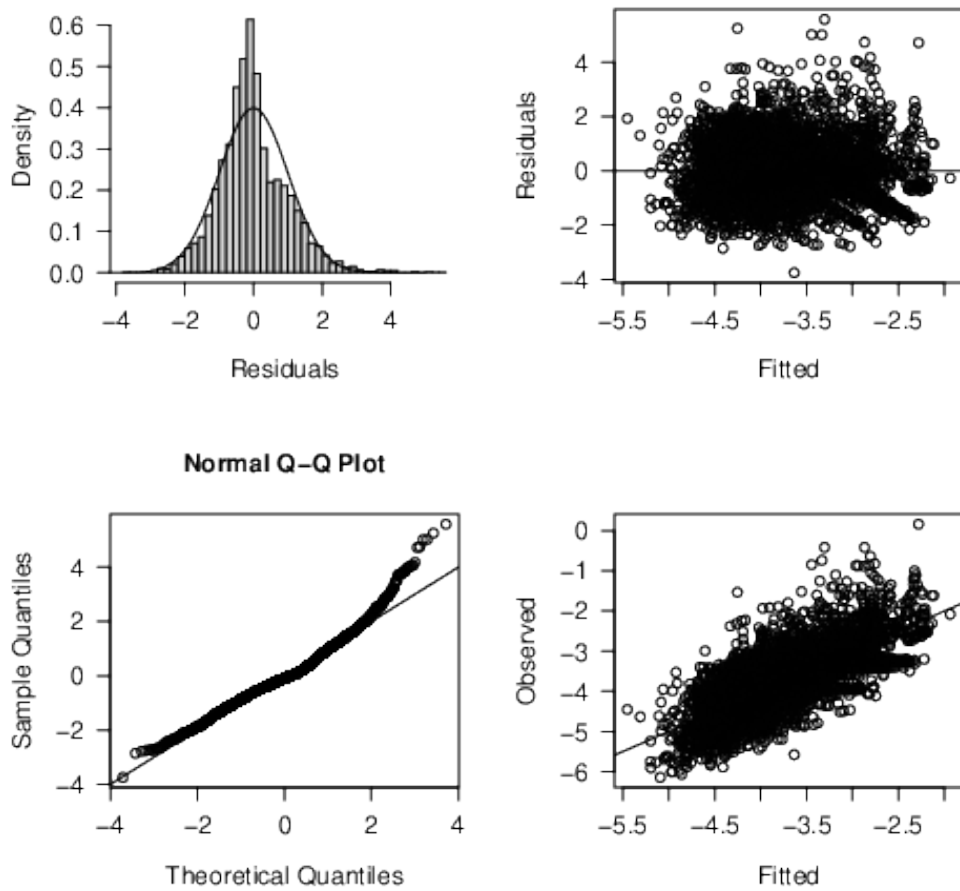 0.6
0.5
0.4
0.3
0.2
0.1
0.0
Density
−4 −2 0 2 4
Residuals
4
2
0
−2
−4
Residuals
−5.5 −4.5 −3.5 −2.5
Fitted
Normal Q−Q Plot
4
2
0
−2
−4
Sample Quantiles
−4 −2 0 2 4
Theoretical Quantiles
0
−1
−2
−3
−4
−5
−6
Observed
−5.5 −4.5 −3.5 −2.5
Fitted